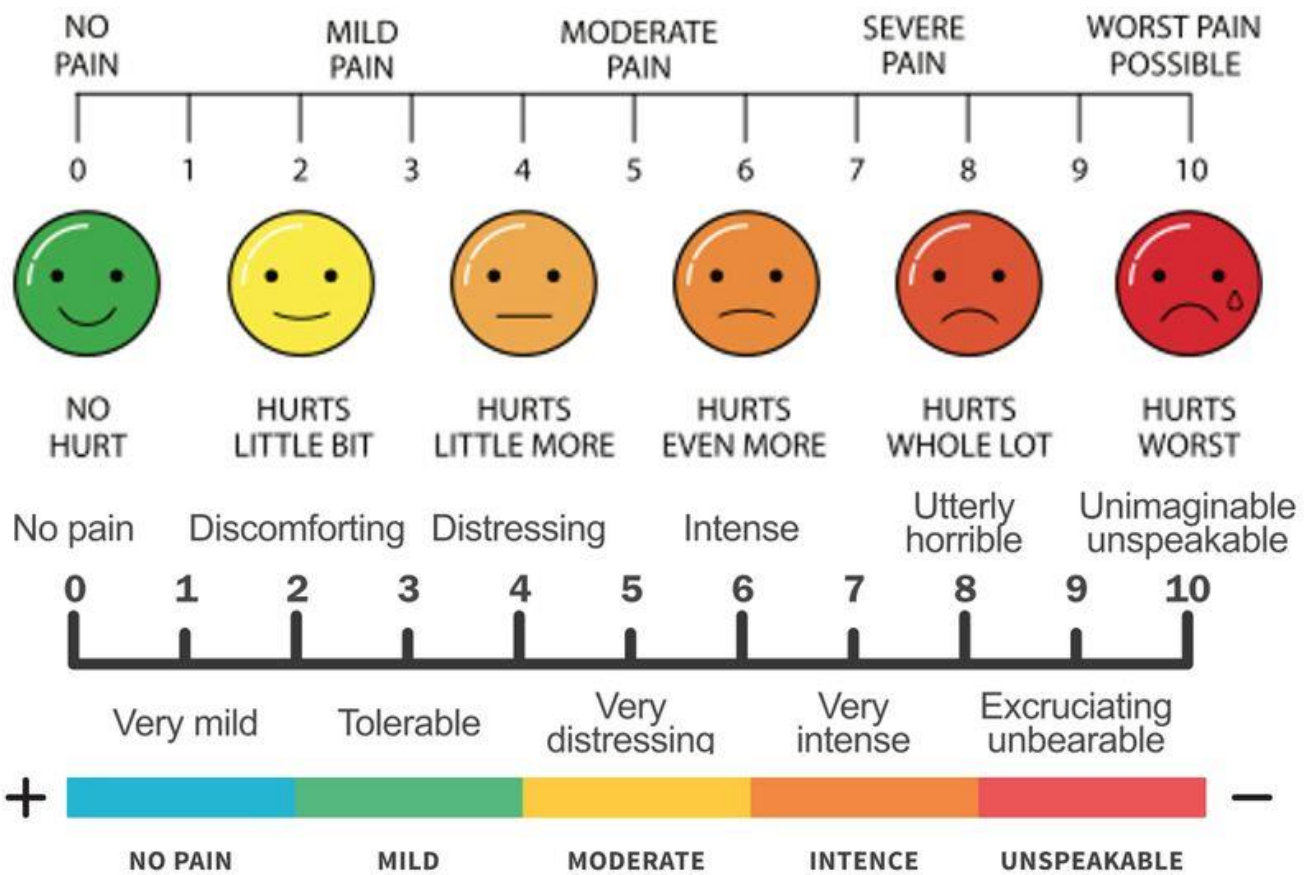 NO PAIN
MILD PAIN
MODERATE PAIN
SEVERE PAIN
WORST PAIN POSSIBLE
0 1 2 3 4 5 6 7 8 9 10
NO HURT
HURTS LITTLE BIT
HURTS LITTLE MORE
HURTS EVEN MORE
HURTS WHOLE LOT
HURTS WORST
No pain
Discomforting
Distressing
Intense
Utterly horrible
Unimaginable unspeakable
0 1 2 3 4 5 6 7 8 9 10
Very mild
Tolerable
Very distressing
Very intense
Excruciating unbearable
+ −
NO PAIN MILD MODERATE INTENCE UNSPEAKABLE